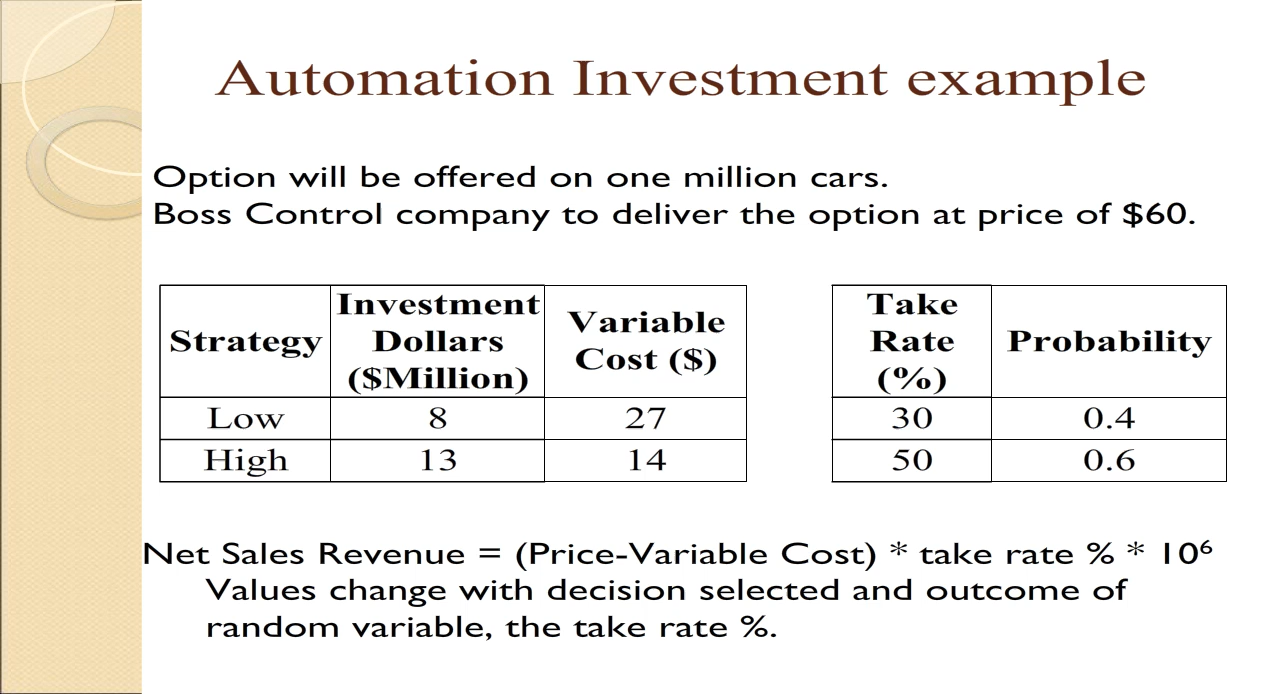 Automation Investment example
Option will be offered on one million cars.
Boss Control company to deliver the option at price of $60.
Strategy Investment Dollars ($Million) Variable Cost ($)
Low 8 27
High 13 14
Take Rate (%) Probability
30 0.4
50 0.6
Net Sales Revenue = (Price-Variable Cost) * take rate % * 10⁶
Values change with decision selected and outcome of
random variable, the take rate %.